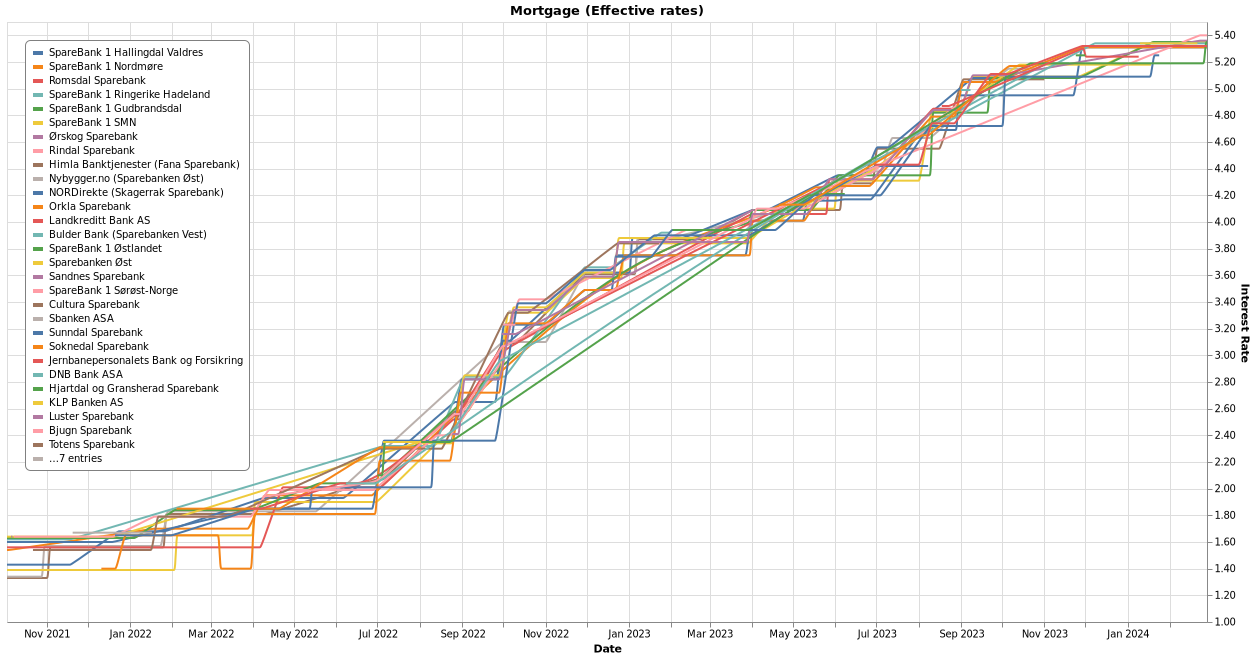 Mortgage (Effective rates)
SpareBank 1 Hallingdal Valdres
SpareBank 1 Nordmøre
Romsdal Sparebank
SpareBank 1 Ringerike Hadeland
SpareBank 1 Gudbrandsdal
SpareBank 1 SMN
Ørskog Sparebank
Rindal Sparebank
Himla Banktjenester (Fana Sparebank)
Nybygger.no (Sparebanken Øst)
NORDirekte (Skagerrak Sparebank)
Orkla Sparebank
Landkreditt Bank AS
Bulder Bank (Sparebanken Vest)
SpareBank 1 Østlandet
Sparebanken Øst
Sandnes Sparebank
SpareBank 1 Sørøst-Norge
Cultura Sparebank
Sbanken ASA
Sunndal Sparebank
Soknedal Sparebank
Jernbanepersonalets Bank og Forsikring
DNB Bank ASA
Hjartdal og Gransherad Sparebank
KLP Banken AS
Luster Sparebank
Bjugn Sparebank
Totens Sparebank
...7 entries
5.40
5.20
5.00
4.80
4.60
4.40
4.20
4.00
3.80
3.60
3.40
3.20
3.00
2.80
2.60
2.40
2.20
2.00
1.80
1.60
1.40
1.20
1.00
Interest Rate
Nov 2021
Jan 2022
Mar 2022
May 2022
Jul 2022
Sep 2022
Nov 2022
Jan 2023
Mar 2023
May 2023
Jul 2023
Sep 2023
Nov 2023
Jan 2024
Date